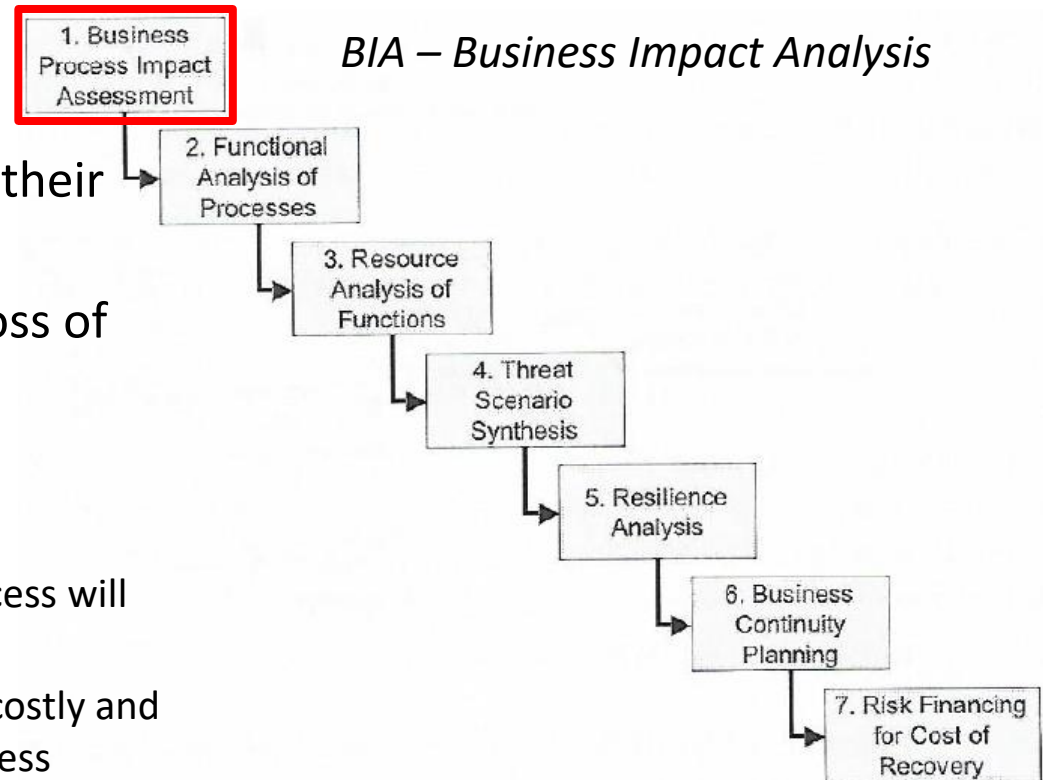 1. Business
Process Impact
Assessment
BIA – Business Impact Analysis
2. Functional
Analysis of
Processes
their
3. Resource
Analysis of
Functions
oss of
4. Threat
Scenario
Synthesis
5. Resilience
Analysis
cess will
6. Business
Continuity
Planning
costly and
ess
7. Risk Financing
for Cost of
Recovery